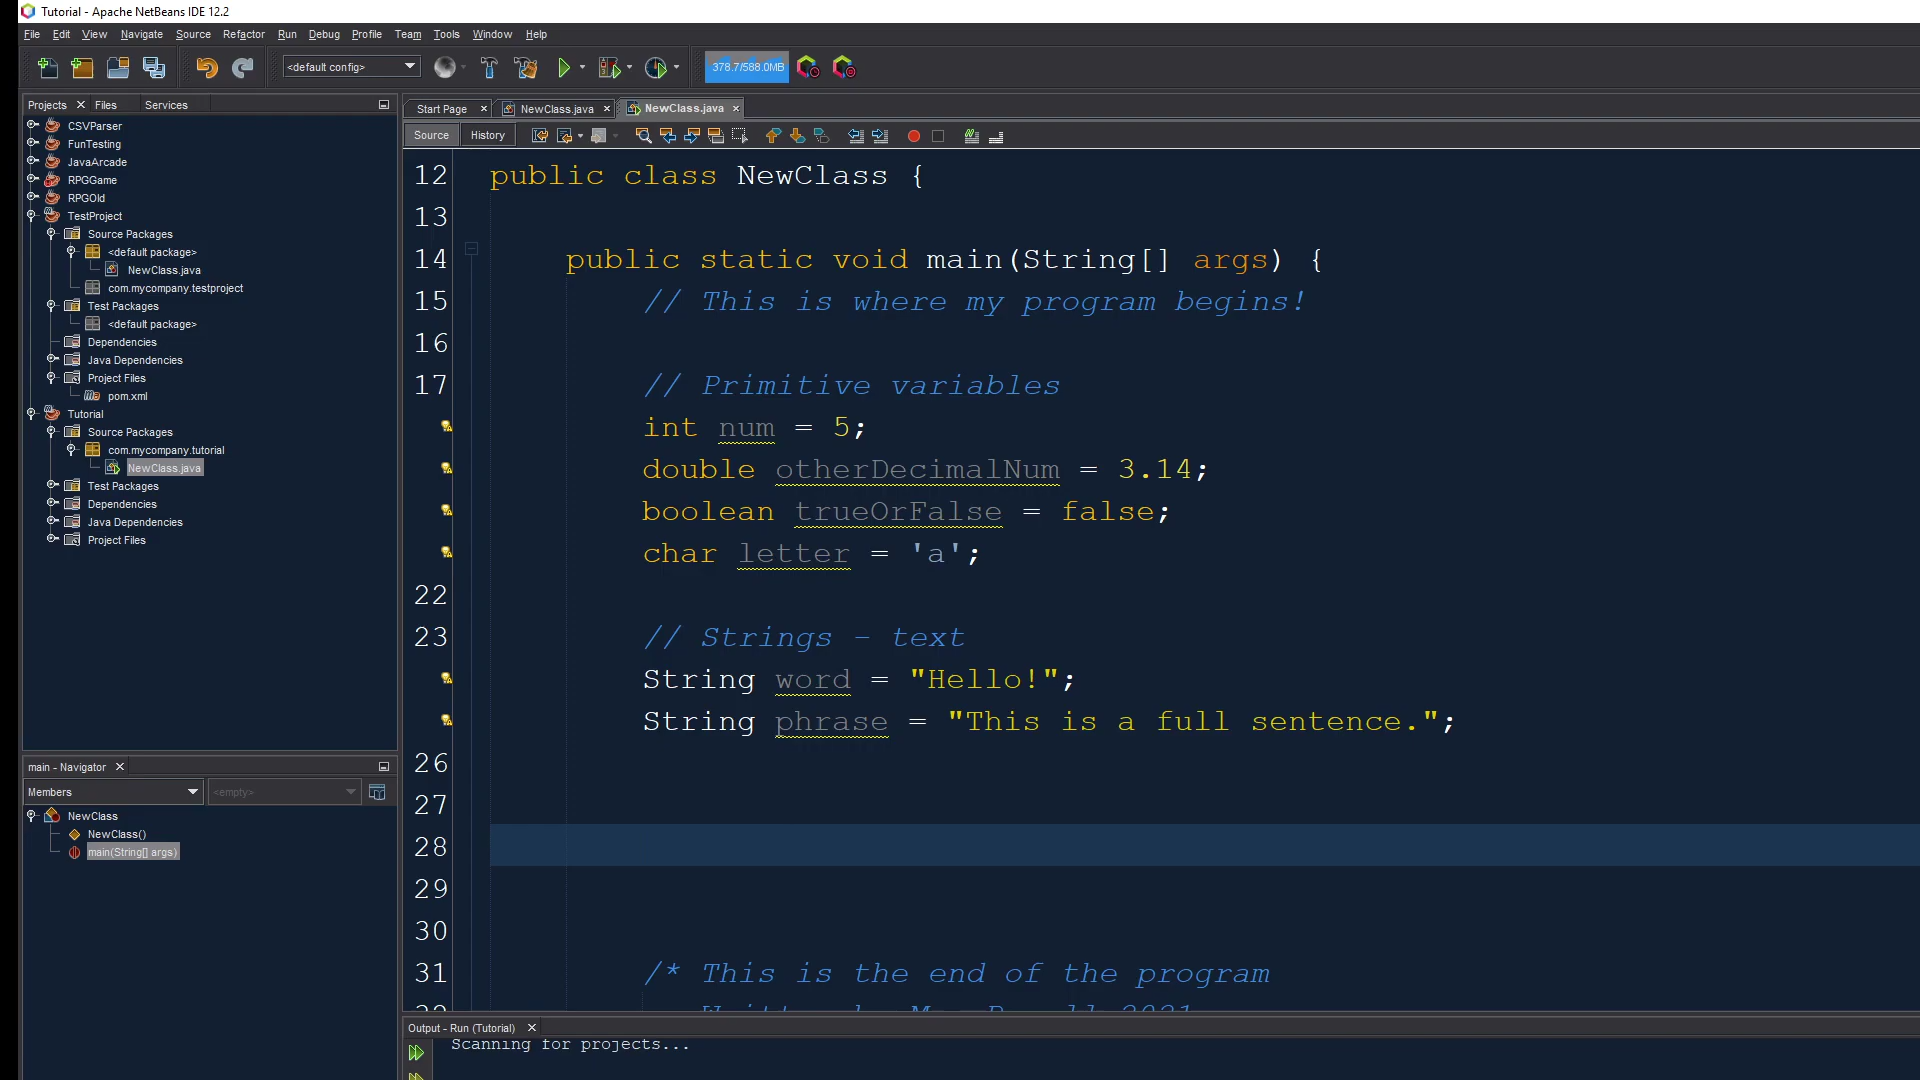 Tutorial - Apache NetBeans IDE 12.2
File Edit View Navigate Source Refactor Run Debug Profile Team Tools Window Help
<default config>
378.7/588.0MB
Projects Files Services
CSVParser
FunTesting
JavaArcade
RPGGame
RPGOld
TestProject
Source Packages
<default package>
NewClass.java
com.mycompany.testproject
Test Packages
<default package>
Dependencies
Java Dependencies
Project Files
pom.xml
Tutorial
Source Packages
com.mycompany.tutorial
NewClass.java
Test Packages
Dependencies
Java Dependencies
Project Files
main - Navigator
Members <empty>
NewClass
NewClass()
main(String[] args)
Start Page NewClass.java NewClass.java
Source History
12 public class NewClass {
13
14 public static void main(String[] args) {
15 // This is where my program begins!
16
17 // Primitive variables
int num = 5;
double otherDecimalNum = 3.14;
boolean trueOrFalse = false;
char letter = 'a';
22
23 // Strings - text
String word = "Hello!";
String phrase = "This is a full sentence.";
26
27
28
29
30
31 /* This is the end of the program
Output - Run (Tutorial)
Scanning for projects...